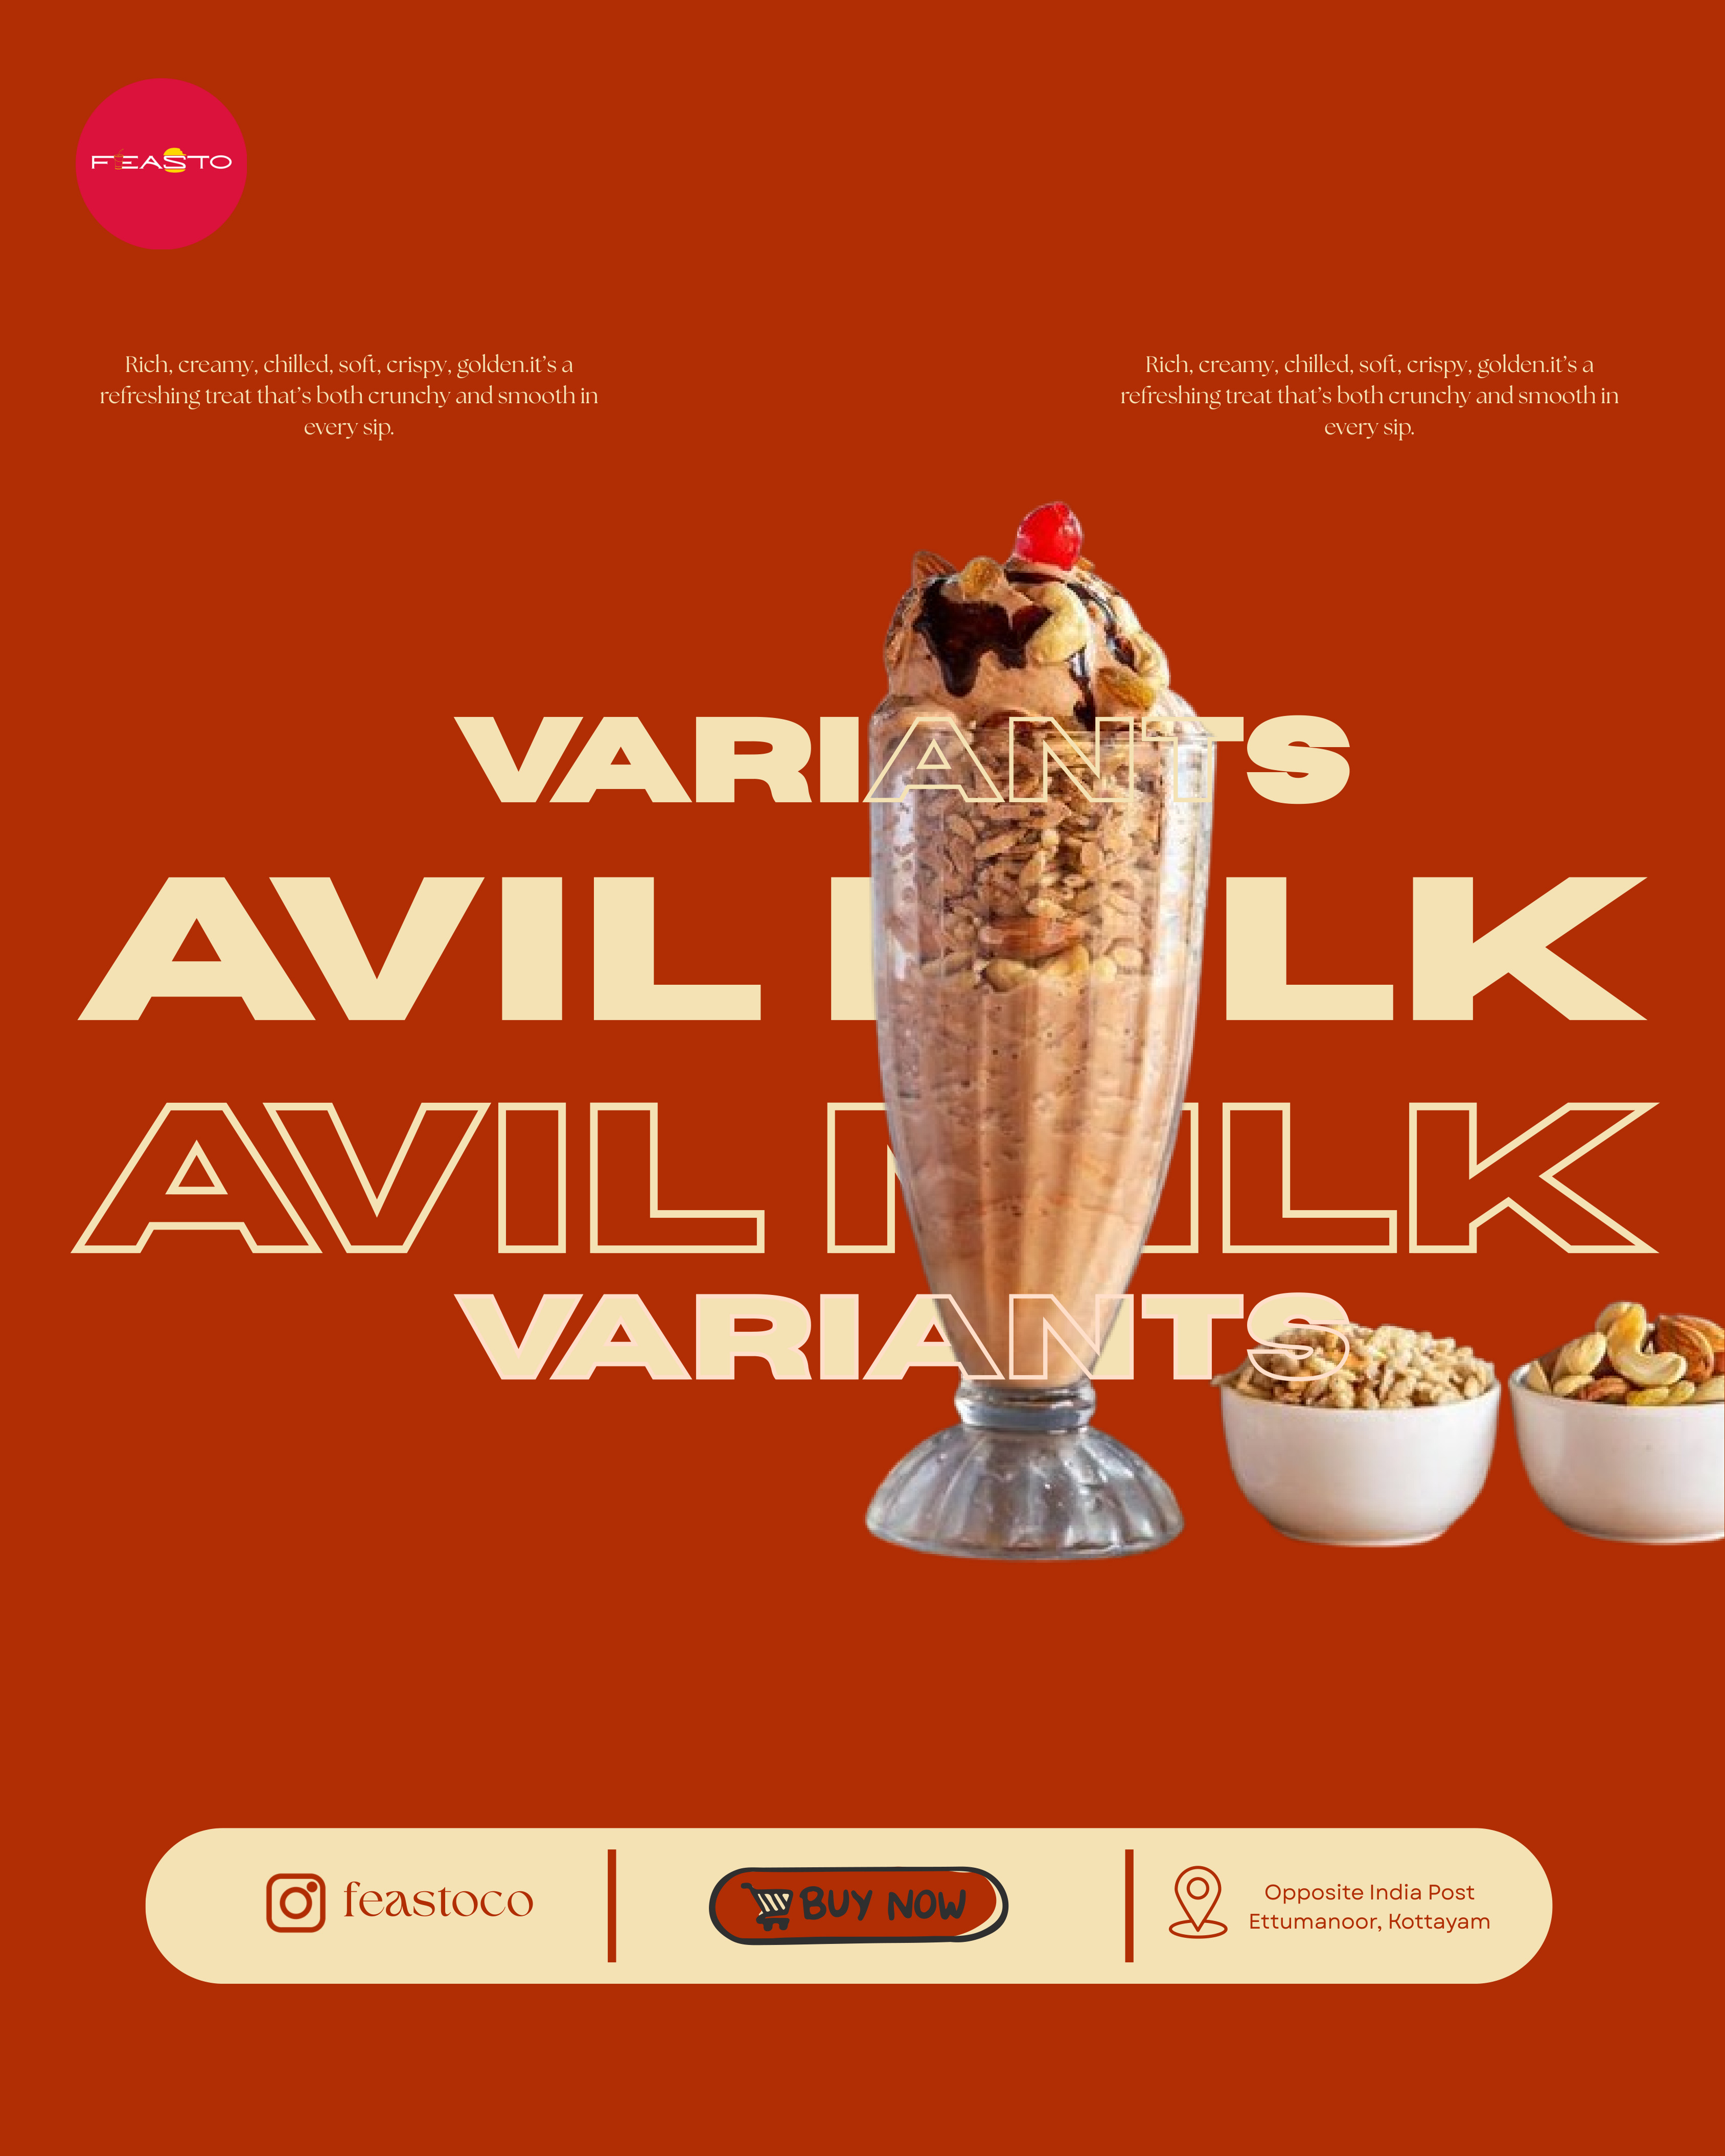 FEASTO
Rich, creamy, chilled, soft, crispy, golden.it's a
refreshing treat that's both crunchy and smooth in
every sip.
Rich, creamy, chilled, soft, crispy, golden.it's a
refreshing treat that's both crunchy and smooth in
every sip.
VARIANTS
AVIL MILK
AVIL MILK
VARIANTS
feastoco
BUY NOW
Opposite India Post
Ettumanoor, Kottayam